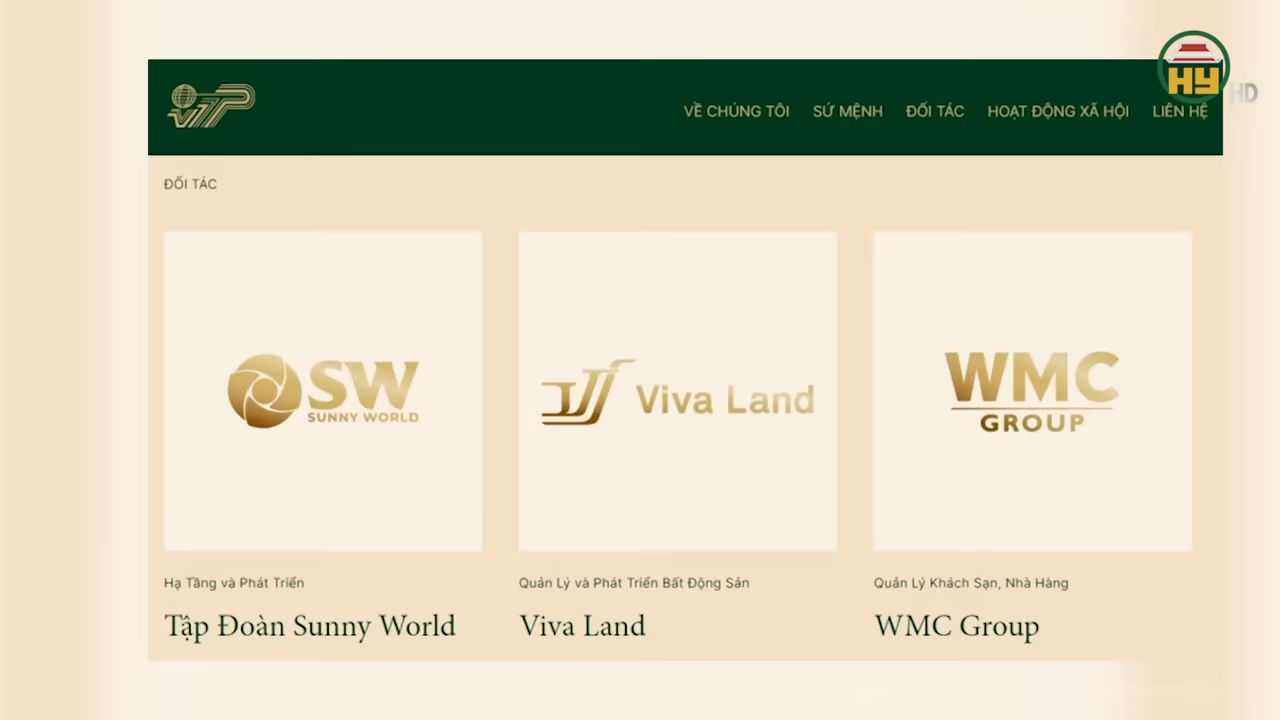 VTP
VỀ CHÚNG TÔI SỨ MỆNH ĐỐI TÁC HOẠT ĐỘNG XÃ HỘI LIÊN HỆ
HY
HD
ĐỐI TÁC
SW
SUNNY WORLD
Viva Land
WMC
GROUP
Hạ Tầng và Phát Triển
Tập Đoàn Sunny World
Quản Lý và Phát Triển Bất Động Sản
Viva Land
Quản Lý Khách Sạn, Nhà Hàng
WMC Group